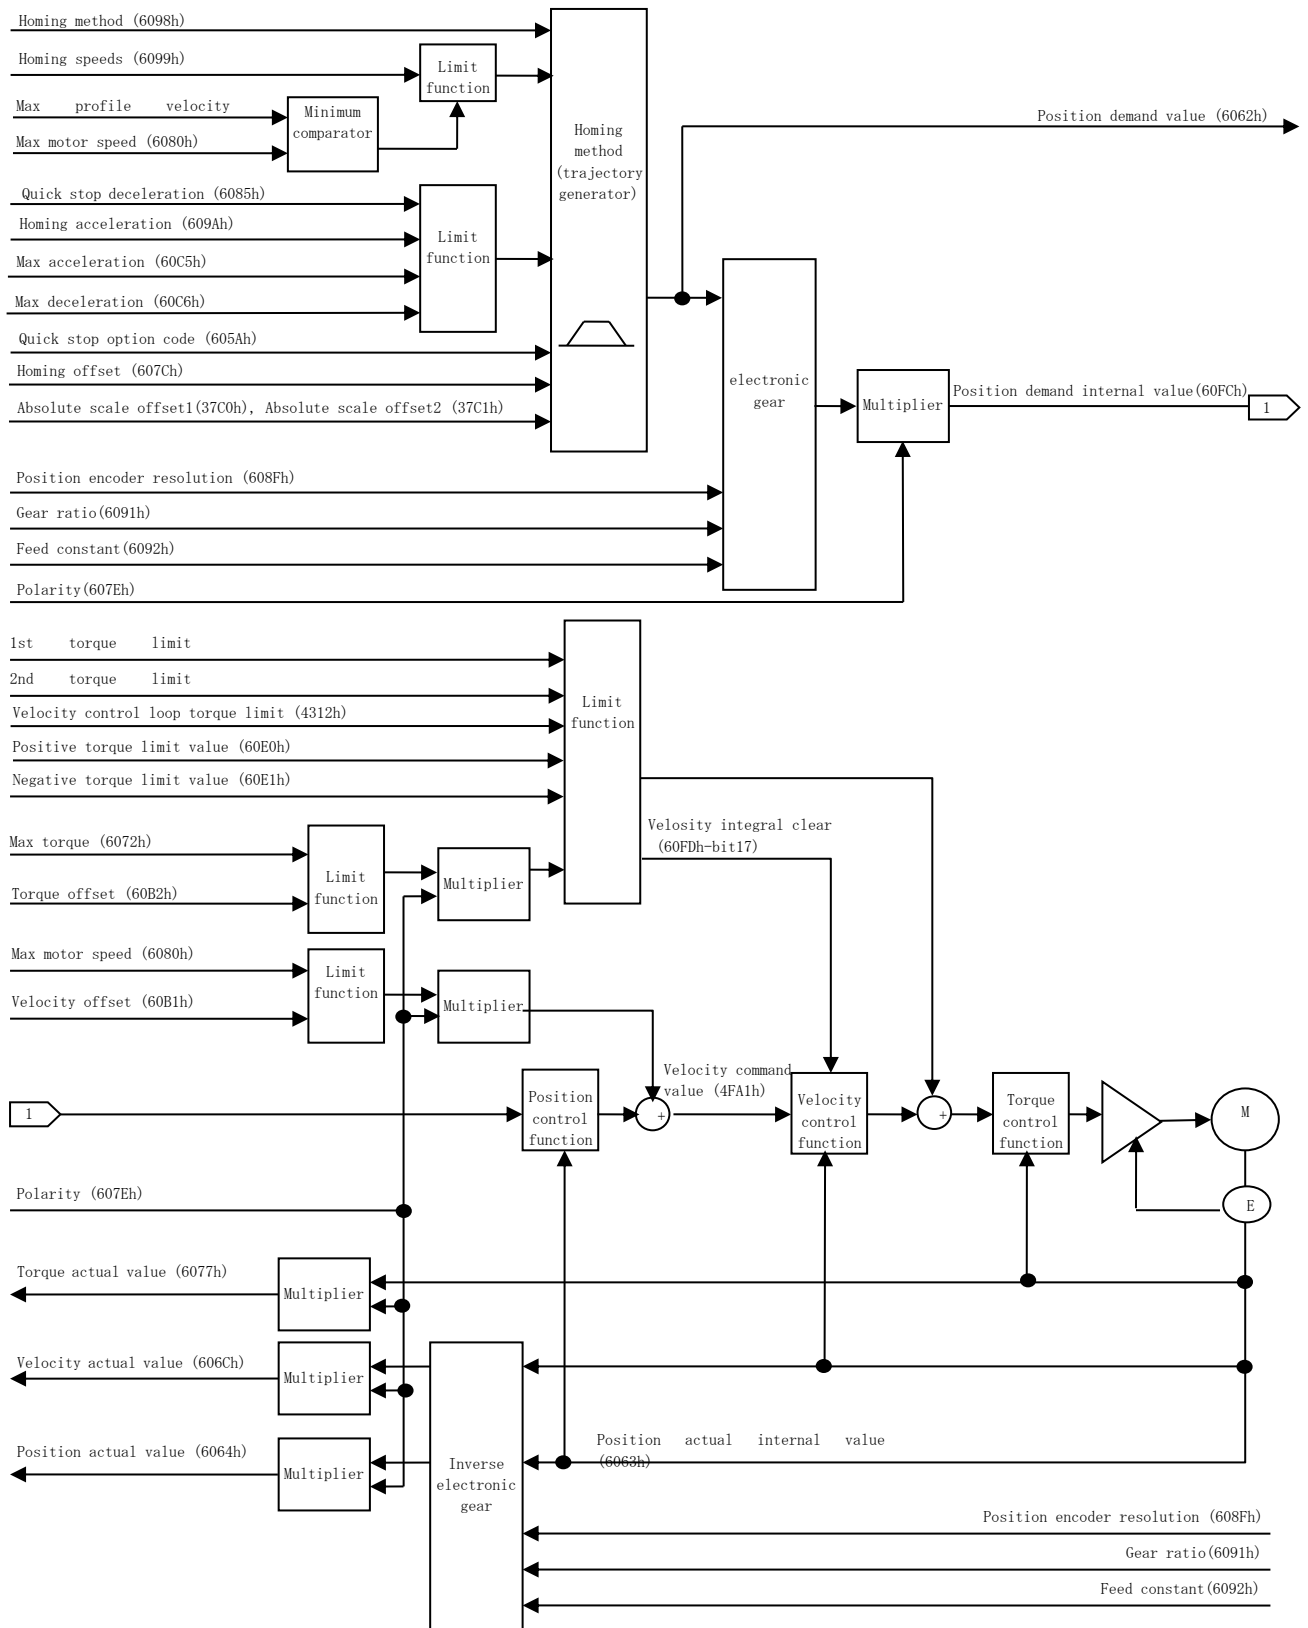 Homing method (6098h)
Homing speeds (6099h)
Limit
function
Max profile velocity
Minimum
comparator
Max motor speed (6080h)
Homing
method
(trajectory
generator)
Position demand value (6062h)
Quick stop deceleration (6085h)
Homing acceleration (609Ah)
Limit
function
Max acceleration (60C5h)
Max deceleration (60C6h)
Quick stop option code (605Ah)
Homing offset (607Ch)
Absolute scale offset1(37C0h), Absolute scale offset2 (37C1h)
electronic
gear
Multiplier
Position demand internal value(60FCh)
1
Position encoder resolution (608Fh)
Gear ratio(6091h)
Feed constant(6092h)
Polarity(607Eh)
1st torque limit
2nd torque limit
Velocity control loop torque limit (4312h)
Positive torque limit value (60E0h)
Negative torque limit value (60E1h)
Limit
function
Velosity integral clear
(60FDh-bit17)
Max torque (6072h)
Torque offset (60B2h)
Limit
function
Multiplier
Max motor speed (6080h)
Velocity offset (60B1h)
Limit
function
Multiplier
1
Position
control
function
+
Velocity command
value (4FA1h)
Velocity
control
function
+
Torque
control
function
M
E
Polarity (607Eh)
Torque actual value (6077h)
Multiplier
Velocity actual value (606Ch)
Multiplier
Position actual value (6064h)
Multiplier
Inverse
electronic
gear
Position actual internal value
(6063h)
Position encoder resolution (608Fh)
Gear ratio(6091h)
Feed constant(6092h)